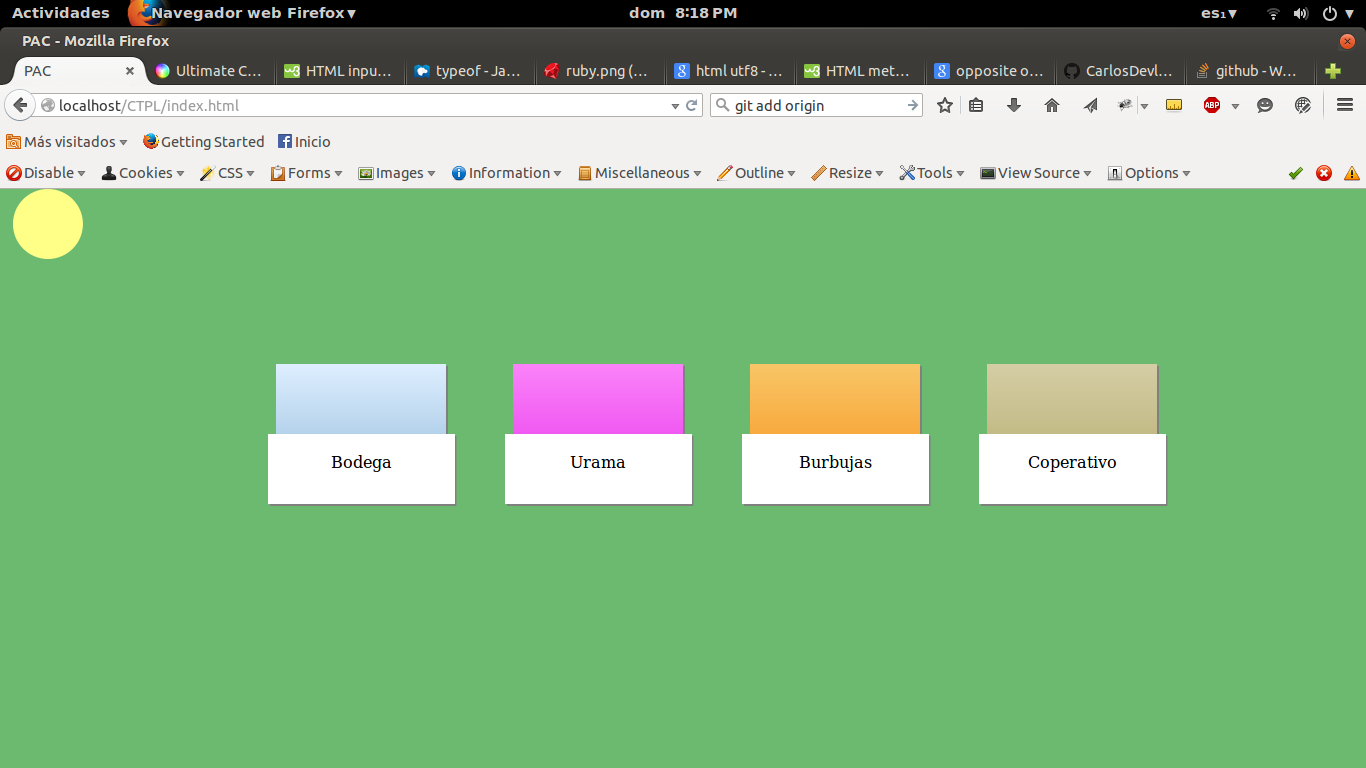 Actividades Navegador web Firefox dom 8:18 PM es₁
PAC - Mozilla Firefox
PAC Ultimate C... HTML inpu... typeof - Ja... ruby.png (... html utf8 - ... HTML met... opposite o... CarlosDevl... github - W...
localhost/CTPL/index.html git add origin ABP
Más visitados Getting Started Inicio
Disable Cookies CSS Forms Images Information Miscellaneous Outline Resize Tools View Source Options
Bodega Urama Burbujas Coperativo